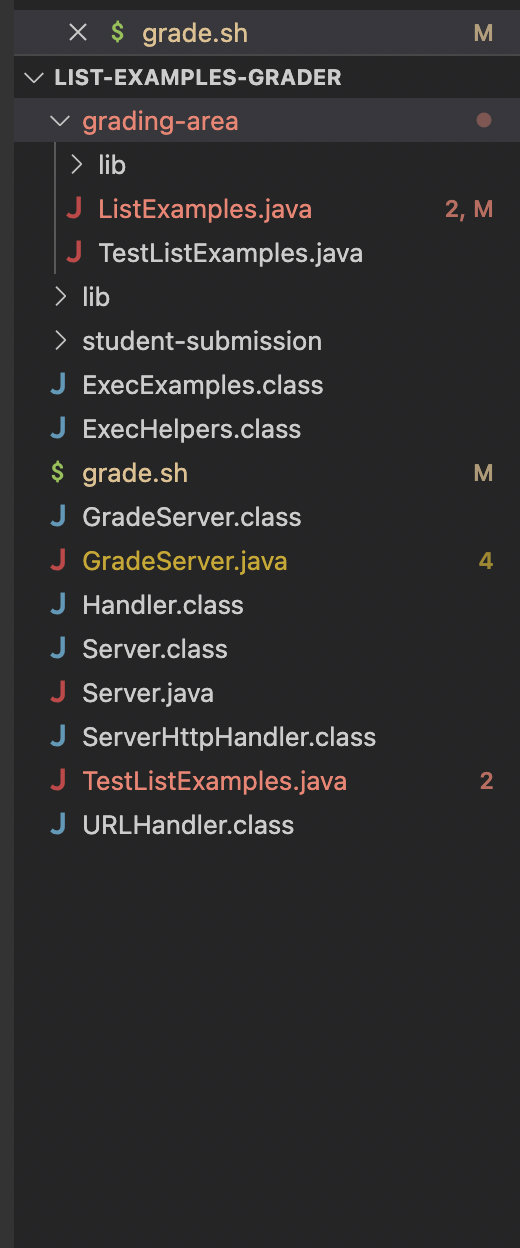 $ grade.sh M
LIST-EXAMPLES-GRADER
grading-area
lib
J ListExamples.java 2, M
J TestListExamples.java
lib
student-submission
J ExecExamples.class
J ExecHelpers.class
$ grade.sh M
J GradeServer.class
J GradeServer.java 4
J Handler.class
J Server.class
J Server.java
J ServerHttpHandler.class
J TestListExamples.java 2
J URLHandler.class